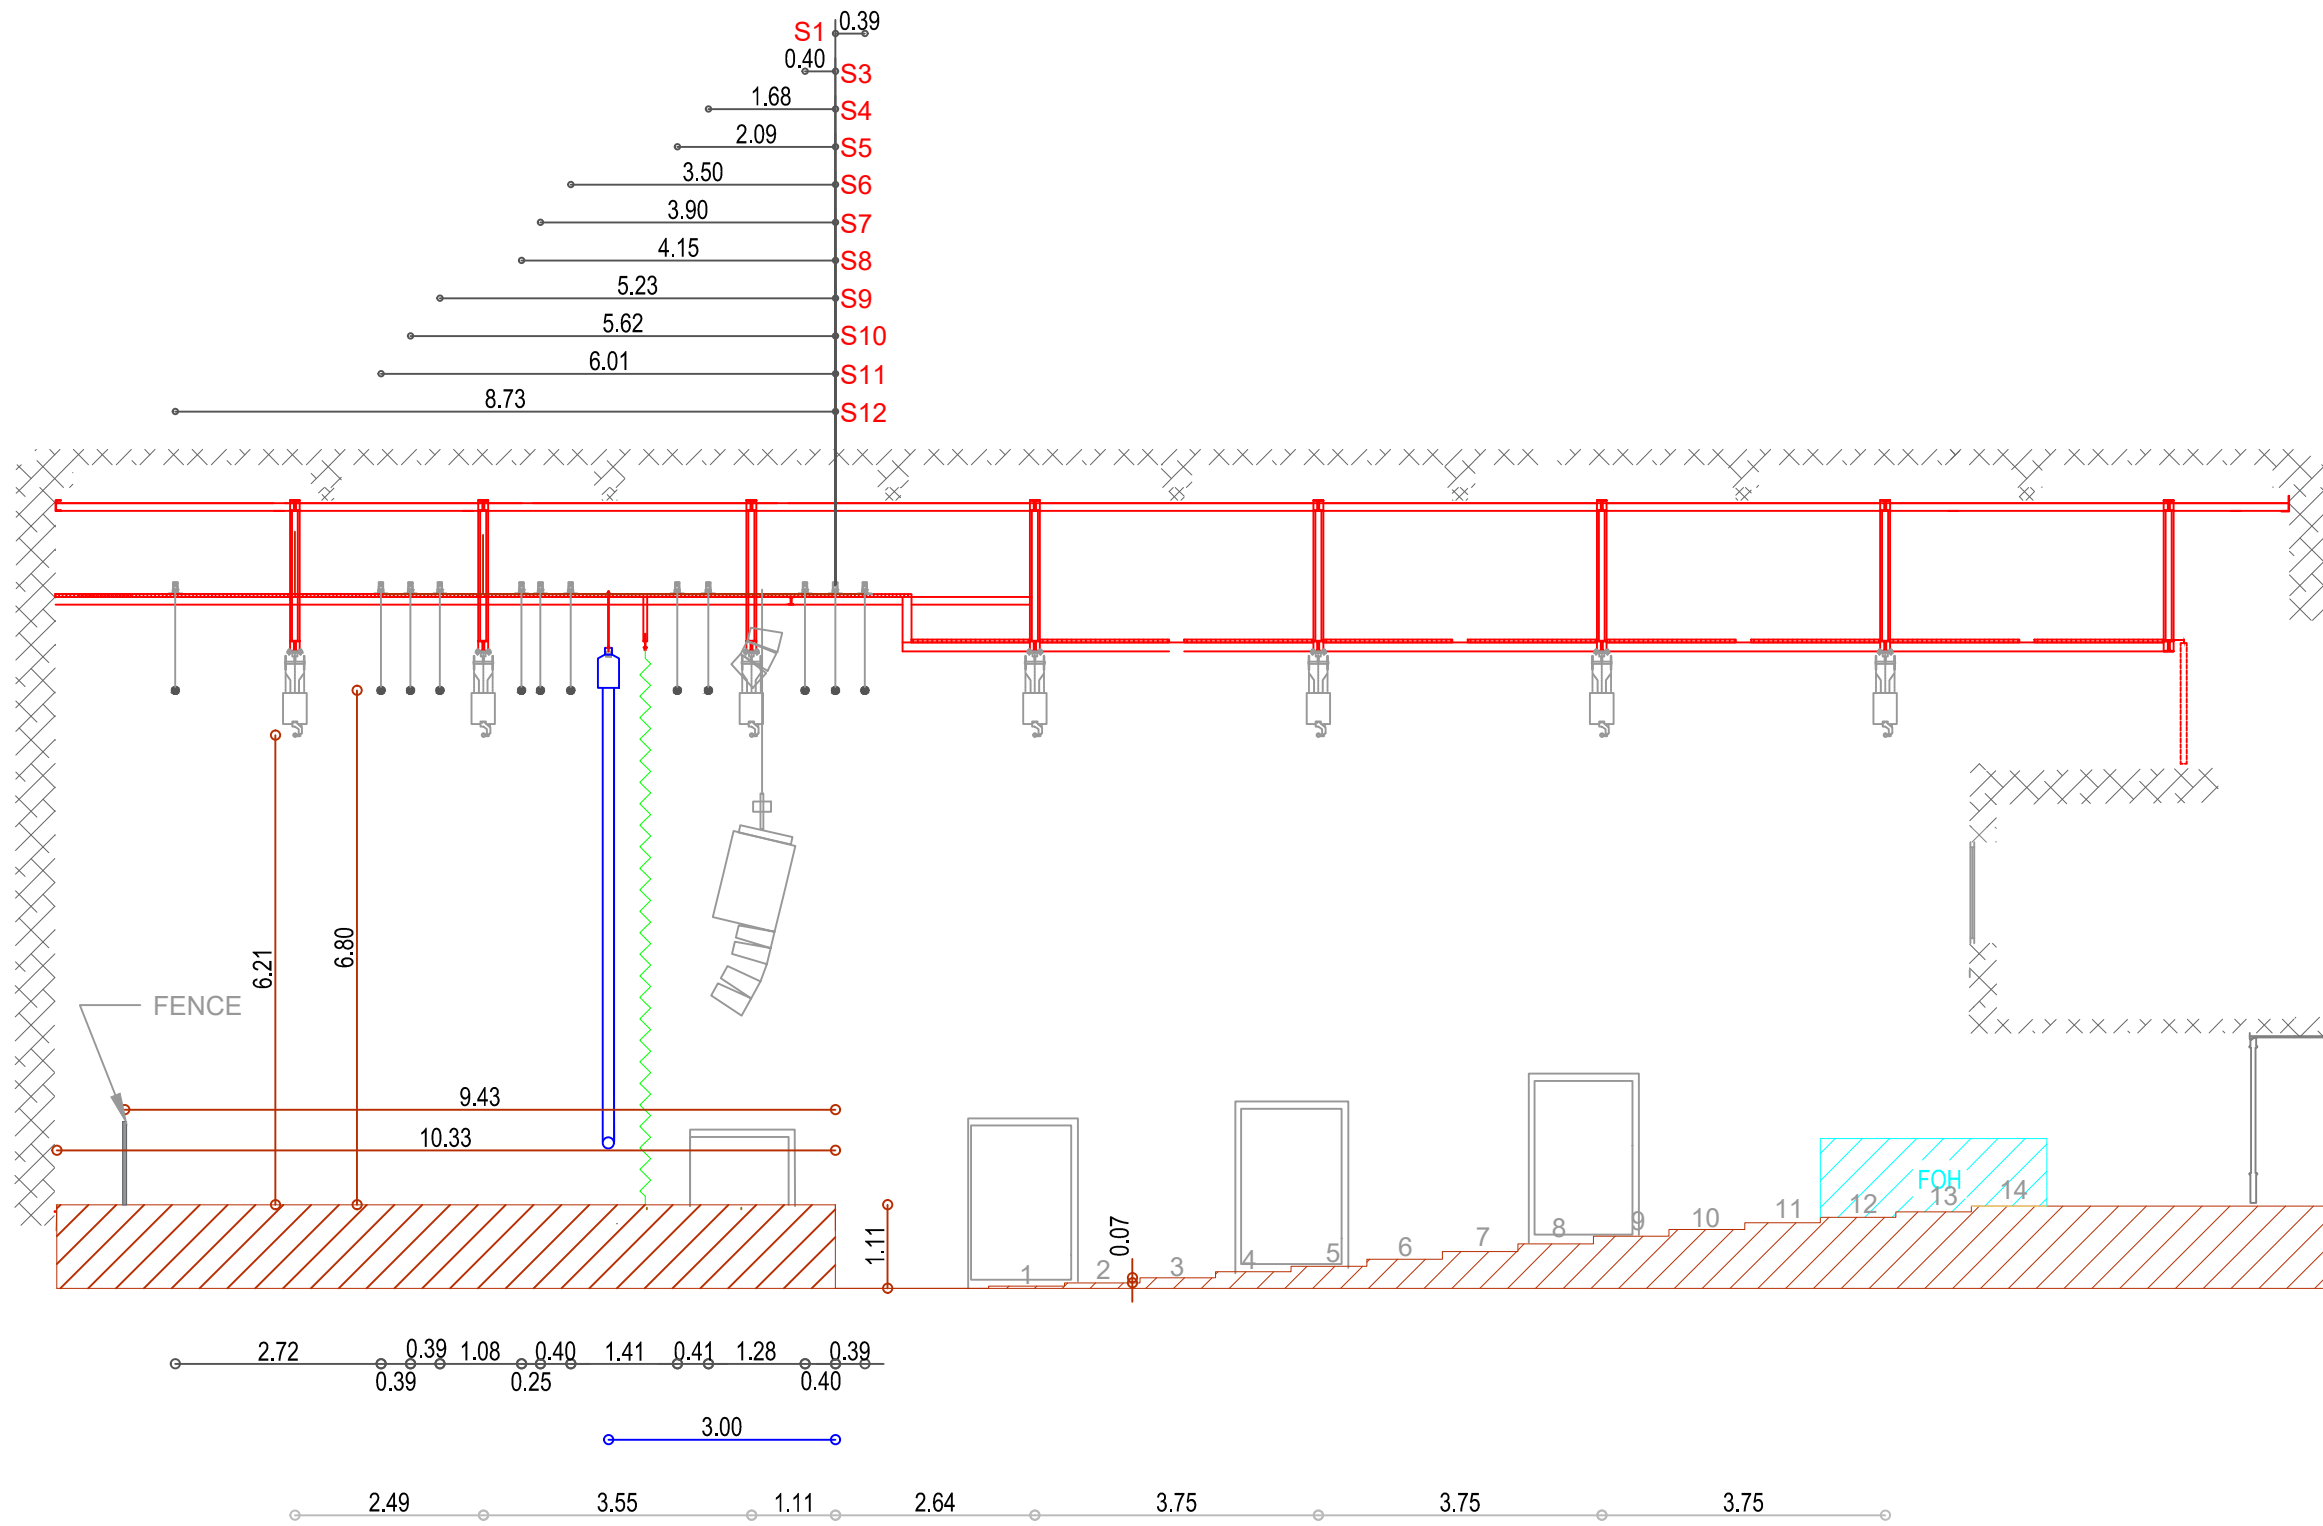 S1 0.39
0.40 S3
1.68 S4
2.09 S5
3.50 S6
3.90 S7
4.15 S8
5.23 S9
5.62 S10
6.01 S11
8.73 S12
6.21
6.80
FENCE
9.43
10.33
1.11
0.07
FOH
1 2 3 4 5 6 7 8 9 10 11 12 13 14
2.72 0.39 1.08 0.40 1.41 0.41 1.28 0.39
0.39 0.25 0.40
3.00
2.49 3.55 1.11 2.64 3.75 3.75 3.75